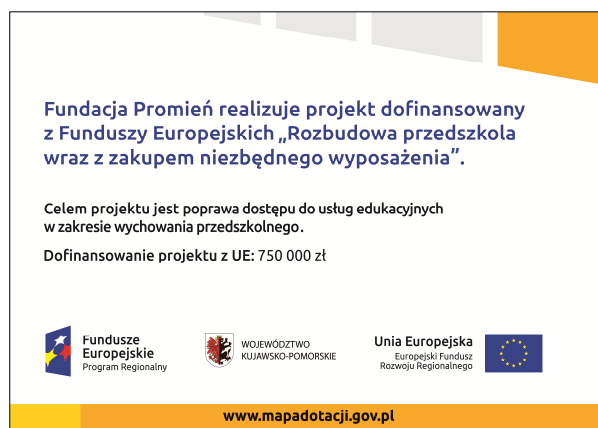 Fundacja Promień realizuje projekt dofinansowany
z Funduszy Europejskich „Rozbudowa przedszkola
wraz z zakupem niezbędnego wyposażenia”.
Celem projektu jest poprawa dostępu do usług edukacyjnych
w zakresie wychowania przedszkolnego.
Dofinansowanie projektu z UE: 750 000 zł
Fundusze
Europejskie
Program Regionalny
WOJEWÓDZTWO
KUJAWSKO-POMORSKIE
Unia Europejska
Europejski Fundusz
Rozwoju Regionalnego
www.mapadotacji.gov.pl